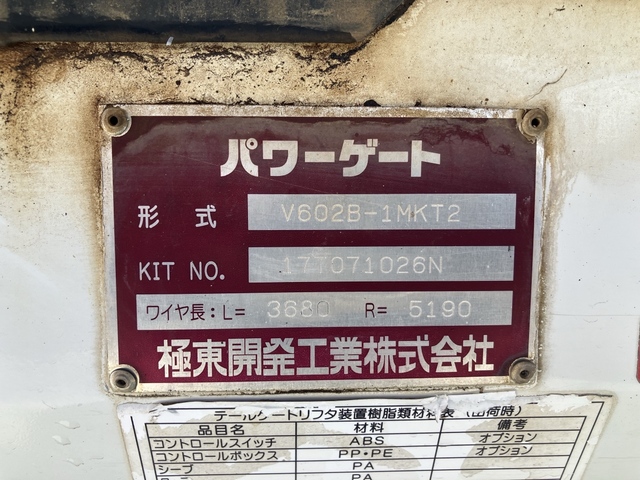 パワーゲート
形式 V602B-1MKT2
KIT NO. 17T071026N
ワイヤ長:L= 3680 R= 5190
極東開発工業株式会社
テールゲートリフタ装置樹脂類材料表(出荷時)
品目名 材料 備考
コントロールスイッチ ABS オプション
コントロールボックス PP・PE オプション
シーブ PA
PA